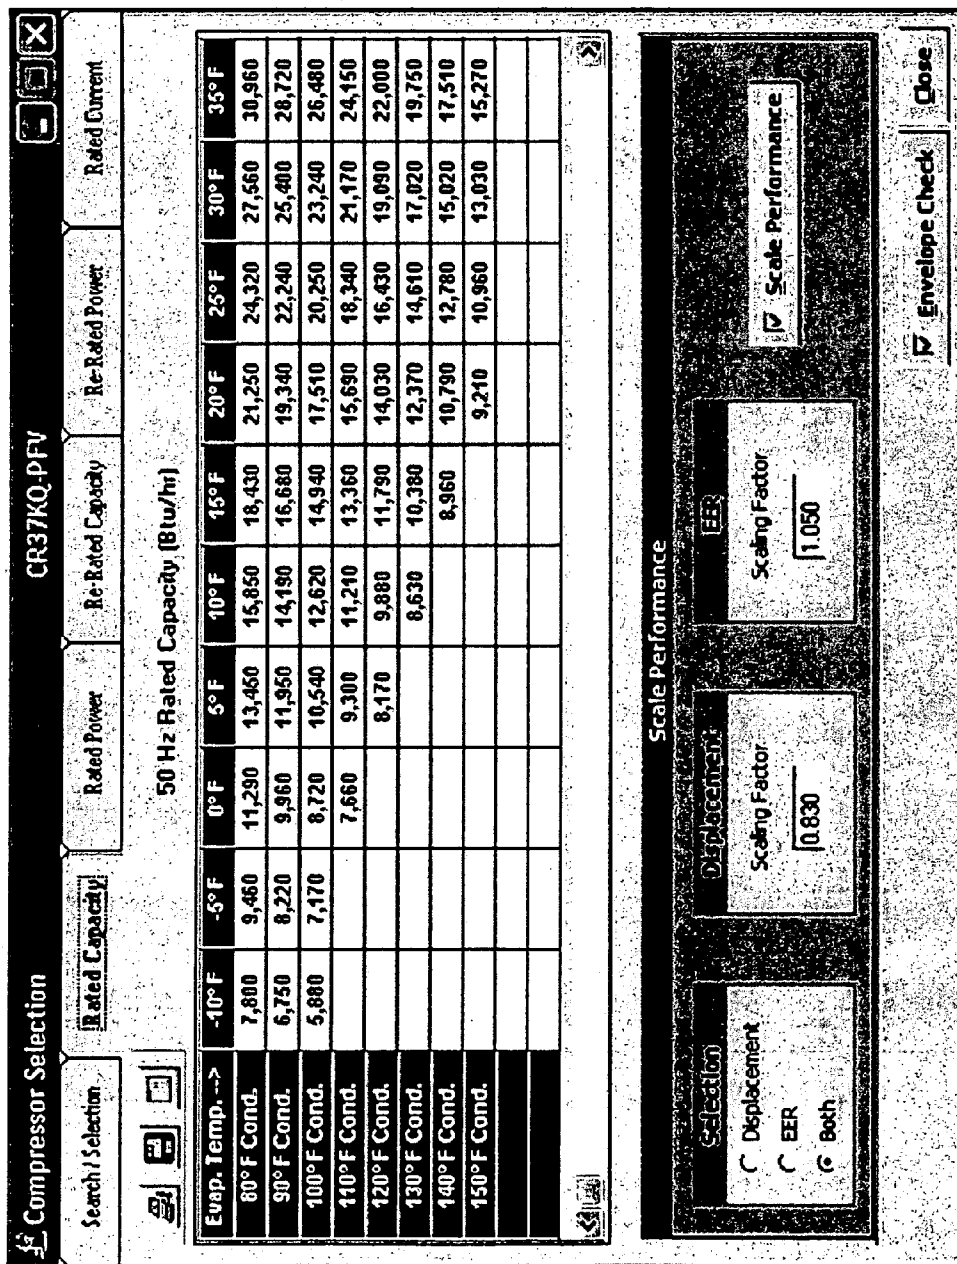 Compressor Selection CR37KQ-PFV
Search / Selection Rated Capacity Rated Power Re-Rated Capacity Re-Rated Power Rated Current
50 Hz Rated Capacity (Btu/hr)
Evap. Temp. --> -10° F -5° F 0° F 5° F 10° F 15° F 20° F 25° F 30° F 35° F
80° F Cond. 7,800 9,460 11,290 13,460 15,850 18,430 21,250 24,320 27,560 30,960
90° F Cond. 6,750 8,220 9,960 11,950 14,190 16,680 19,340 22,240 25,400 28,720
100° F Cond. 5,880 7,170 8,720 10,540 12,620 14,940 17,510 20,250 23,240 26,480
110° F Cond. 7,660 9,300 11,210 13,360 15,690 18,340 21,170 24,150
120° F Cond. 8,170 9,880 11,790 14,030 16,430 19,090 22,000
130° F Cond. 8,630 10,380 12,370 14,610 17,020 19,750
140° F Cond. 8,960 10,790 12,780 15,020 17,510
150° F Cond. 9,210 10,960 13,030 15,270
Scale Performance
Selection Displacement EER
Displacement Scaling Factor Scaling Factor
EER 0.830 1.050 Scale Performance
Both
Envelope Check Close